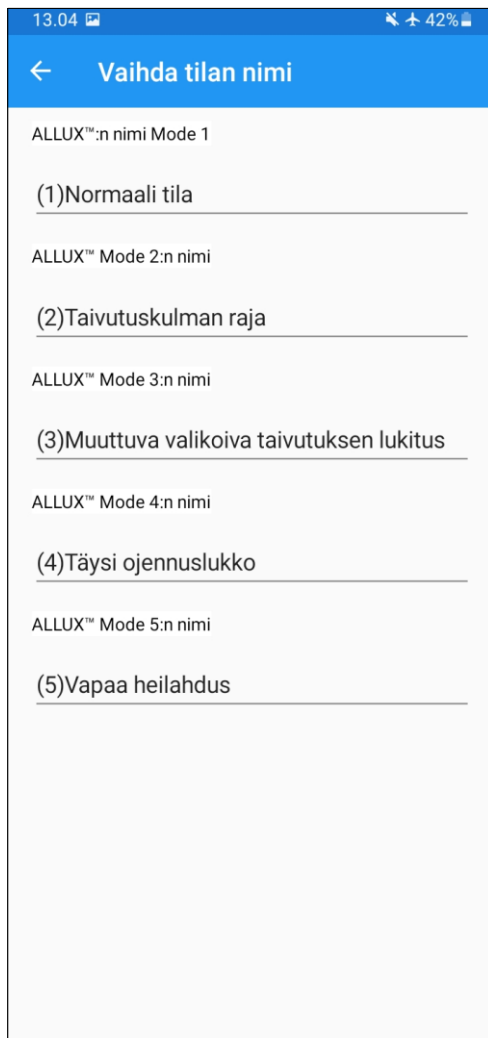 13.04 42%
Vaihda tilan nimi
ALLUX™:n nimi Mode 1
(1)Normaali tila
ALLUX™ Mode 2:n nimi
(2)Taivutuskulman raja
ALLUX™ Mode 3:n nimi
(3)Muuttuva valikoiva taivutuksen lukitus
ALLUX™ Mode 4:n nimi
(4)Täysi ojennuslukko
ALLUX™ Mode 5:n nimi
(5)Vapaa heilahdus